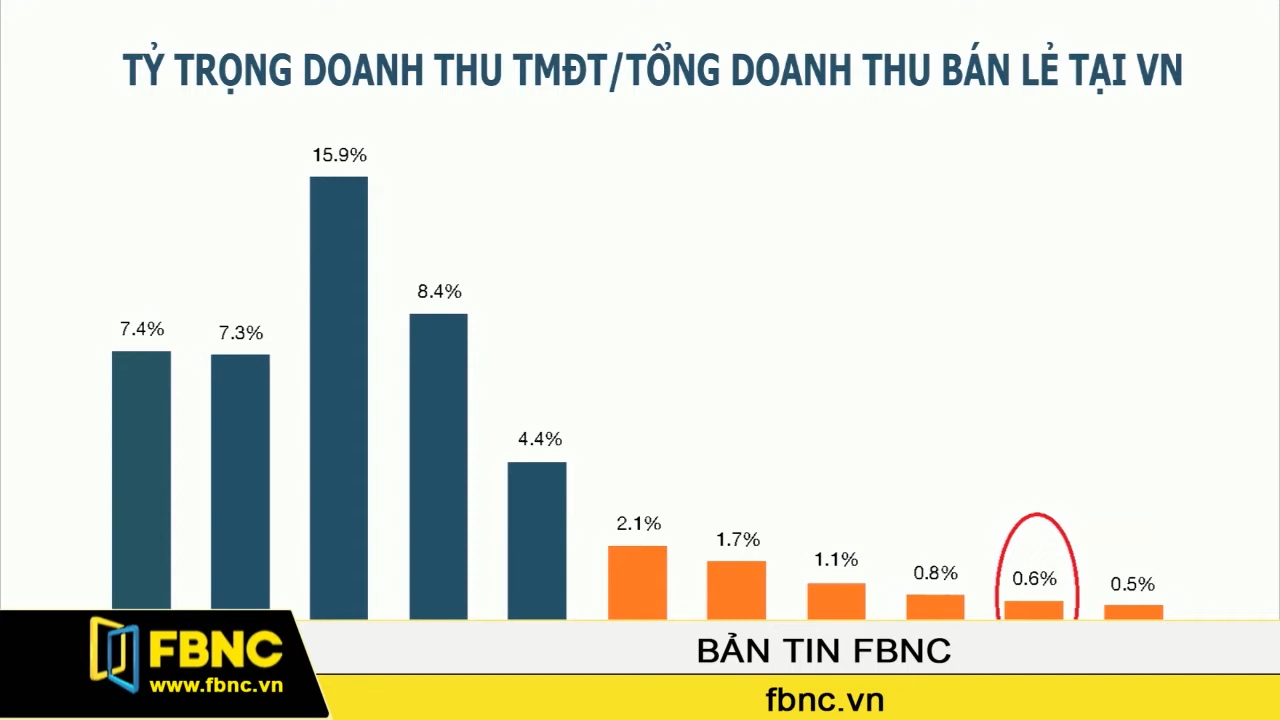 TỶ TRỌNG DOANH THU TMĐT/TỔNG DOANH THU BÁN LẺ TẠI VN
15.9%
8.4%
7.4%
7.3%
4.4%
2.1%
1.7%
1.1%
0.8%
0.6%
0.5%
FBNC
www.fbnc.vn
BẢN TIN FBNC
fbnc.vn